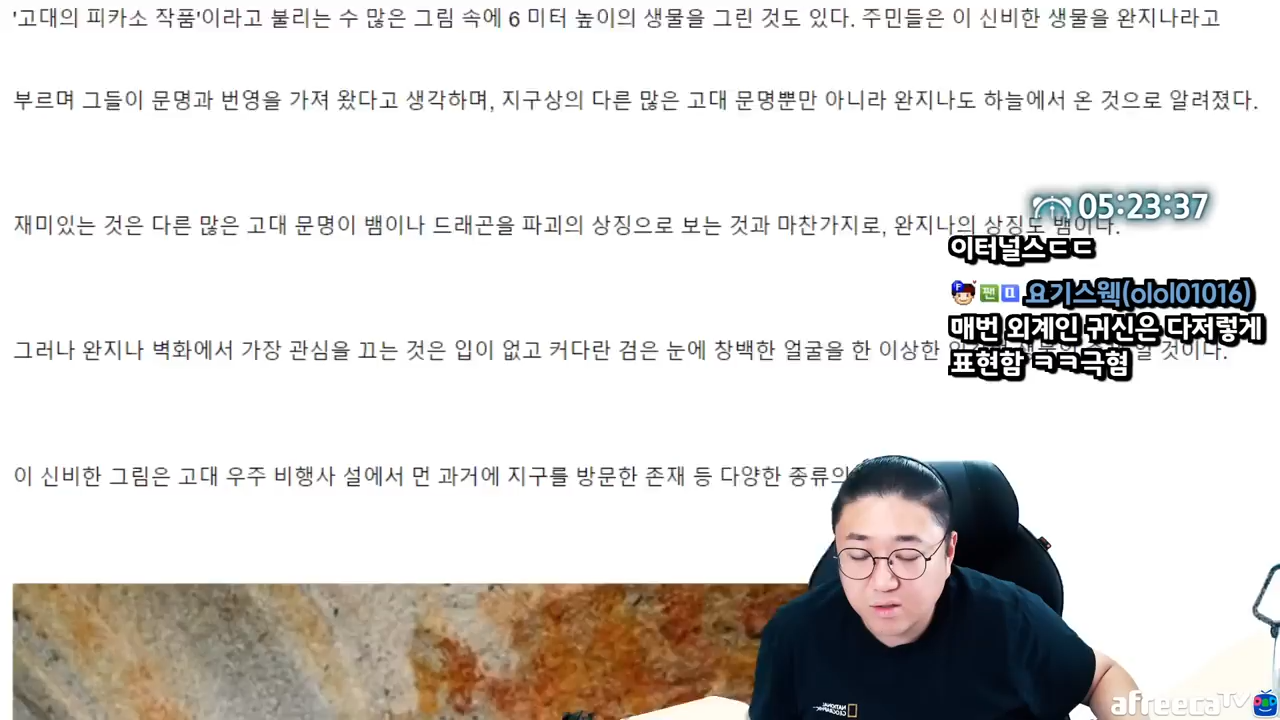 '고대의 피카소 작품'이라고 불리는 수 많은 그림 속에 6 미터 높이의 생물을 그린 것도 있다. 주민들은 이 신비한 생물을 완지나라고
부르며 그들이 문명과 번영을 가져 왔다고 생각하며, 지구상의 다른 많은 고대 문명뿐만 아니라 완지나도 하늘에서 온 것으로 알려졌다.
05:23:37
재미있는 것은 다른 많은 고대 문명이 뱀이나 드래곤을 파괴의 상징으로 보는 것과 마찬가지로, 완지나의 상징도 뱀이다.
이터널스ㄷㄷ
요기스웩(olol01016)
매번 외계인 귀신은 다저렇게
그러나 완지나 벽화에서 가장 관심을 끄는 것은 입이 없고 커다란 검은 눈에 창백한 얼굴을 한 이상한 일 것이다.
표현함 ㅋㅋ극혐
이 신비한 그림은 고대 우주 비행사 설에서 먼 과거에 지구를 방문한 존재 등 다양한 종류의
NATIONAL
GEOGRAPHIC
afreecaTV